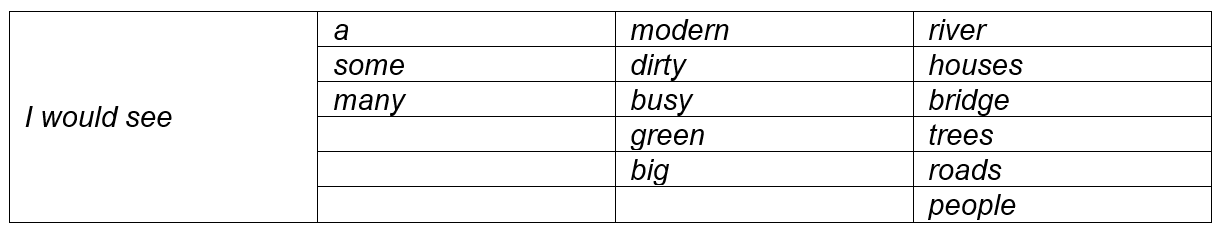 a modern river
some dirty houses
many busy bridge
I would see
green trees
big roads
people